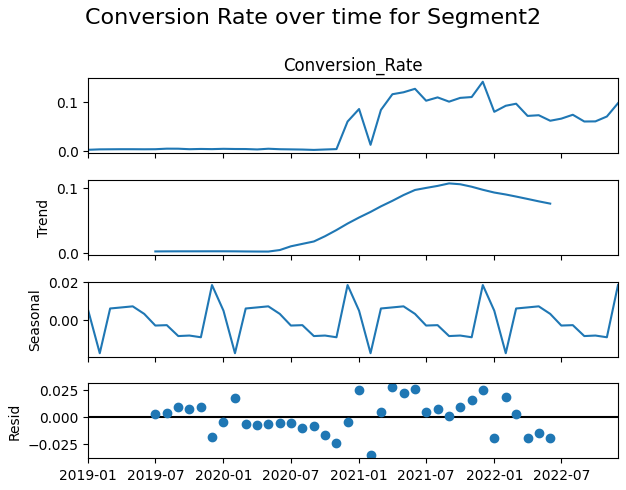 Conversion Rate over time for Segment2
Conversion_Rate
0.1
0.0
Trend
0.1
0.0
Seasonal
0.02
0.00
Resid
0.025
0.000
−0.025
2019-01 2019-07 2020-01 2020-07 2021-01 2021-07 2022-01 2022-07